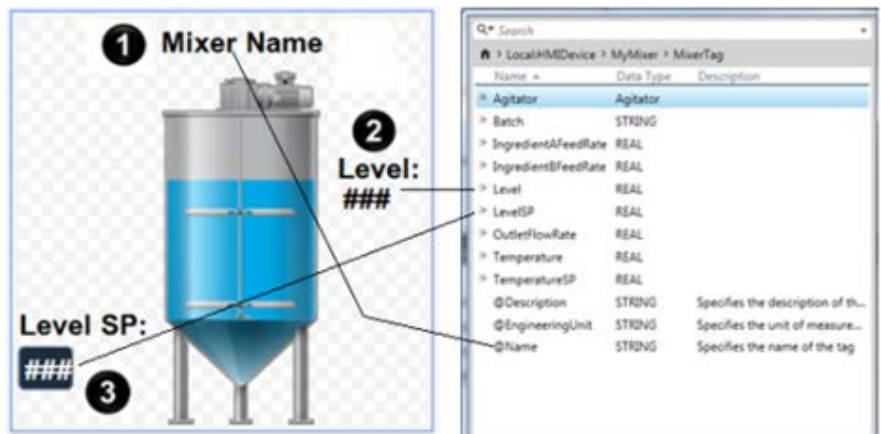 1 Mixer Name
2
Level:
###
Level SP:
###
3
Search
> Local:HMIDevice > MyMixer > MixerTag
Name Data Type Description
Agitator Agitator
Batch STRING
IngredientAFeedRate REAL
IngredientBFeedRate REAL
Level REAL
LevelSP REAL
OutletFlowRate REAL
Temperature REAL
TemperatureSP REAL
@Description STRING Specifies the description of th...
@EngineeringUnit STRING Specifies the unit of measure...
@Name STRING Specifies the name of the tag